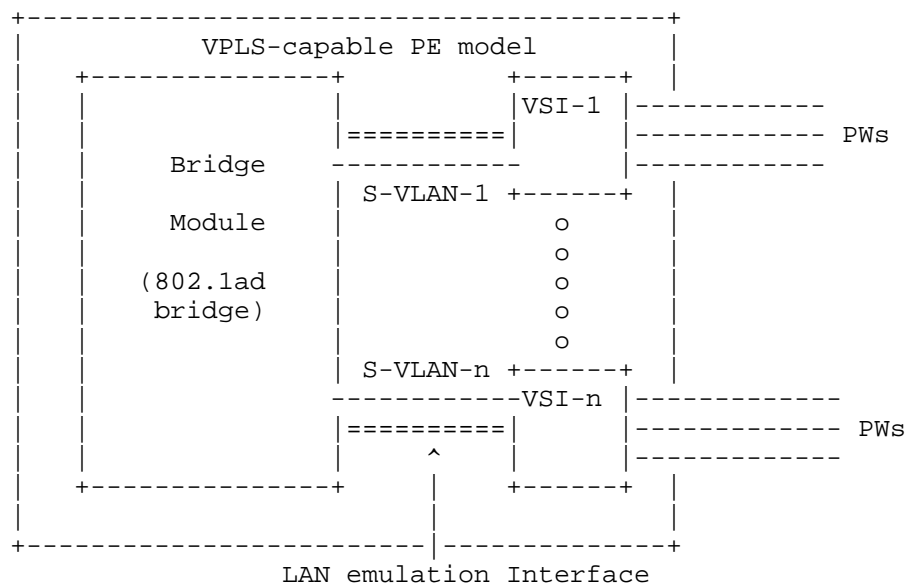 VPLS-capable PE model
VSI-1
PWs
Bridge
S-VLAN-1
Module
o
o
(802.1ad
o
bridge)
o
o
S-VLAN-n
VSI-n
PWs
LAN emulation Interface